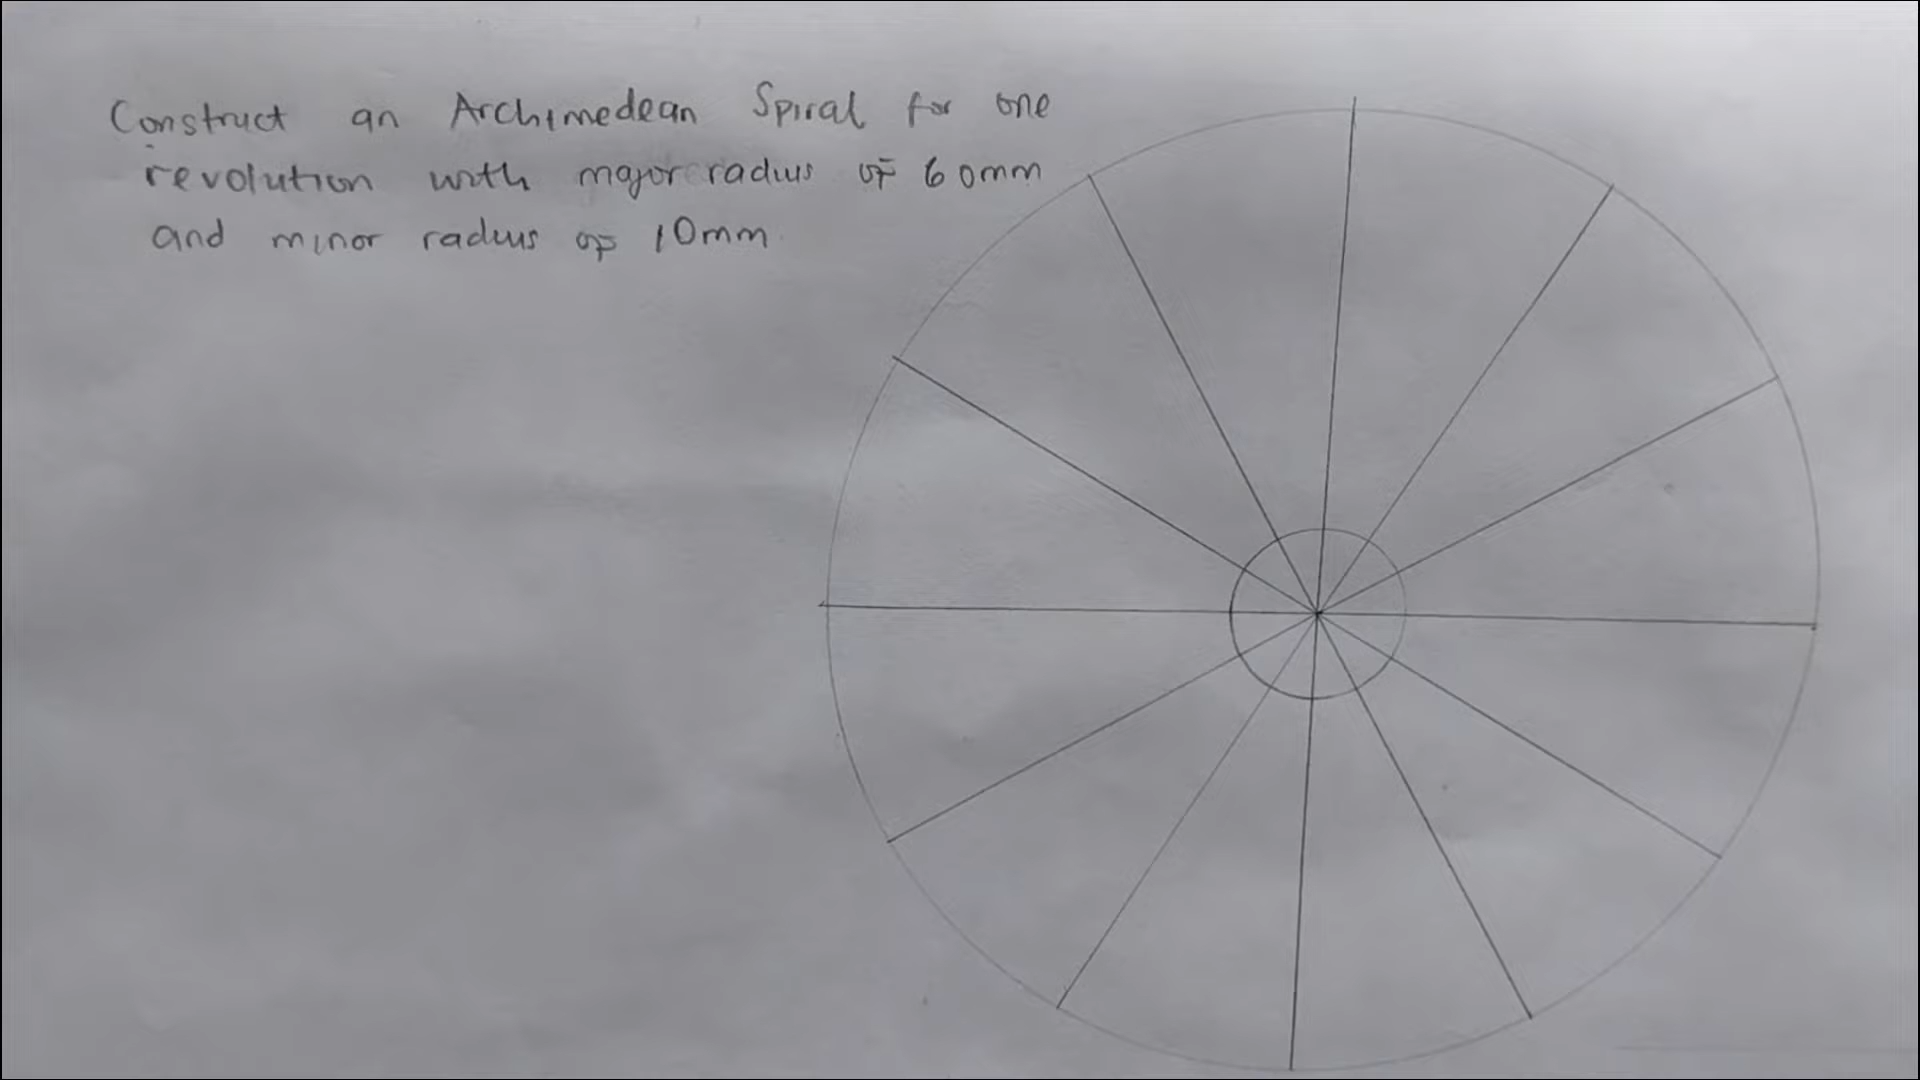 Construct an Archimedean Spiral for one
revolution with major radius of 60mm
and minor radius of 10mm